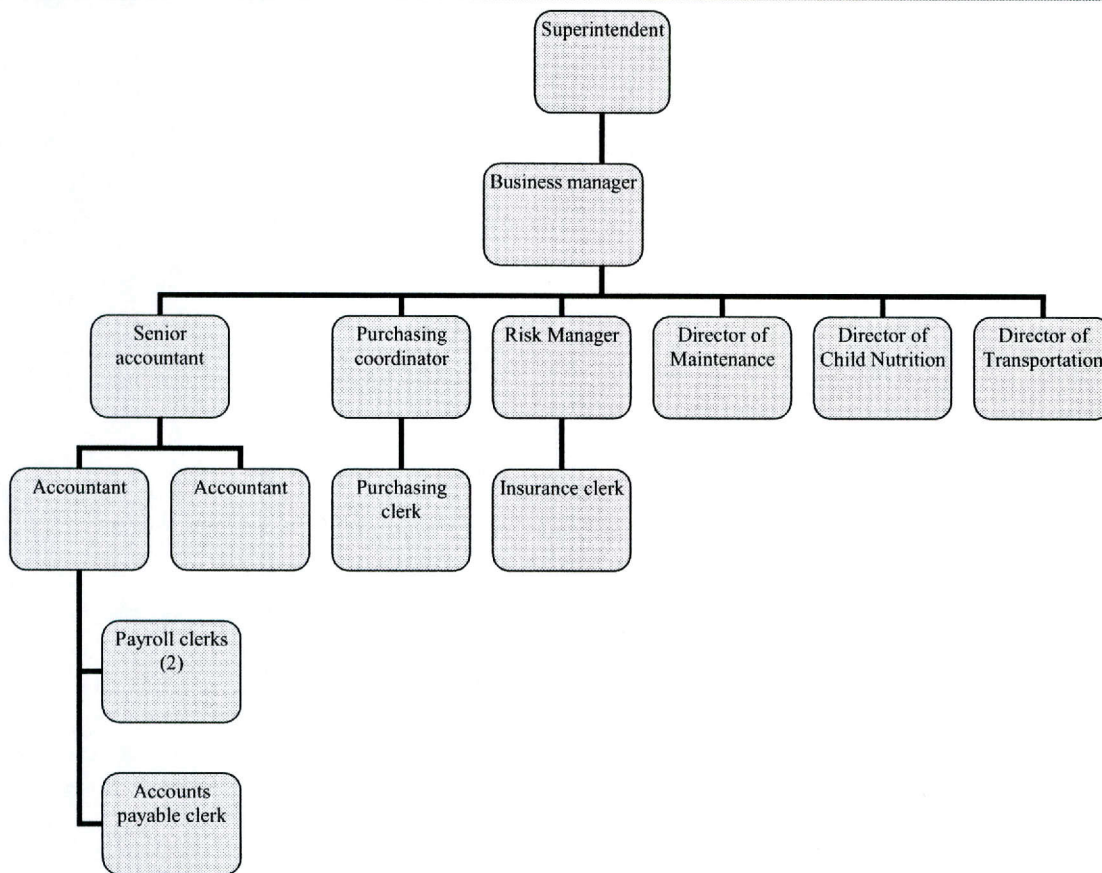 Superintendent
Business manager
Senior
accountant
Purchasing
coordinator
Risk Manager
Director of
Maintenance
Director of
Child Nutrition
Director of
Transportation
Accountant
Accountant
Purchasing
clerk
Insurance clerk
Payroll clerks
(2)
Accounts
payable clerk